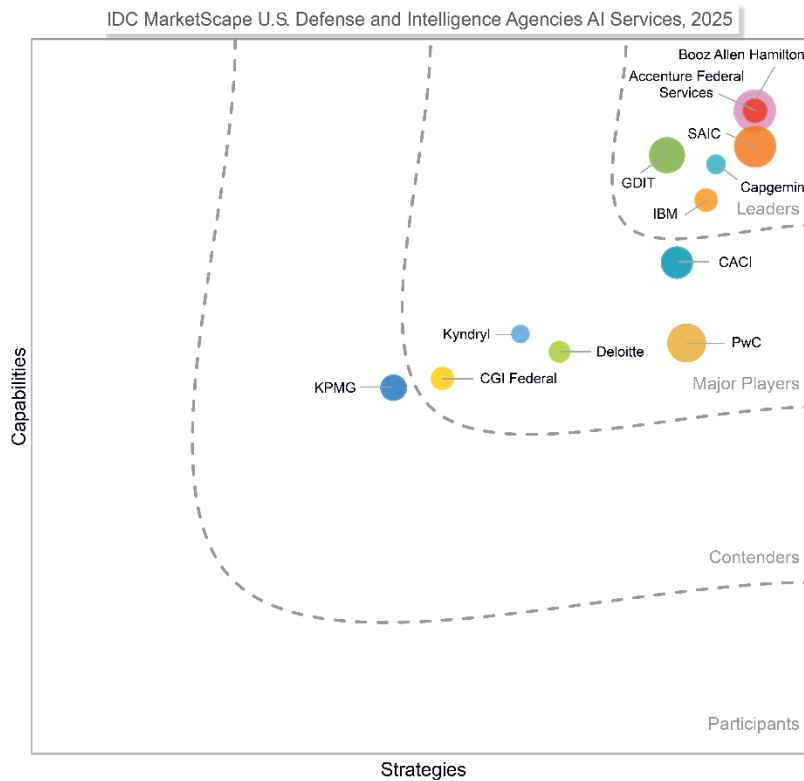 IDC MarketScape U.S. Defense and Intelligence Agencies AI Services, 2025
Booz Allen Hamilton
Accenture Federal
Services
SAIC
GDIT
Capgemin
IBM
Leaders
CACI
Kyndryl
Deloitte
PwC
CGI Federal
KPMG
Major Players
Capabilities
Contenders
Participants
Strategies